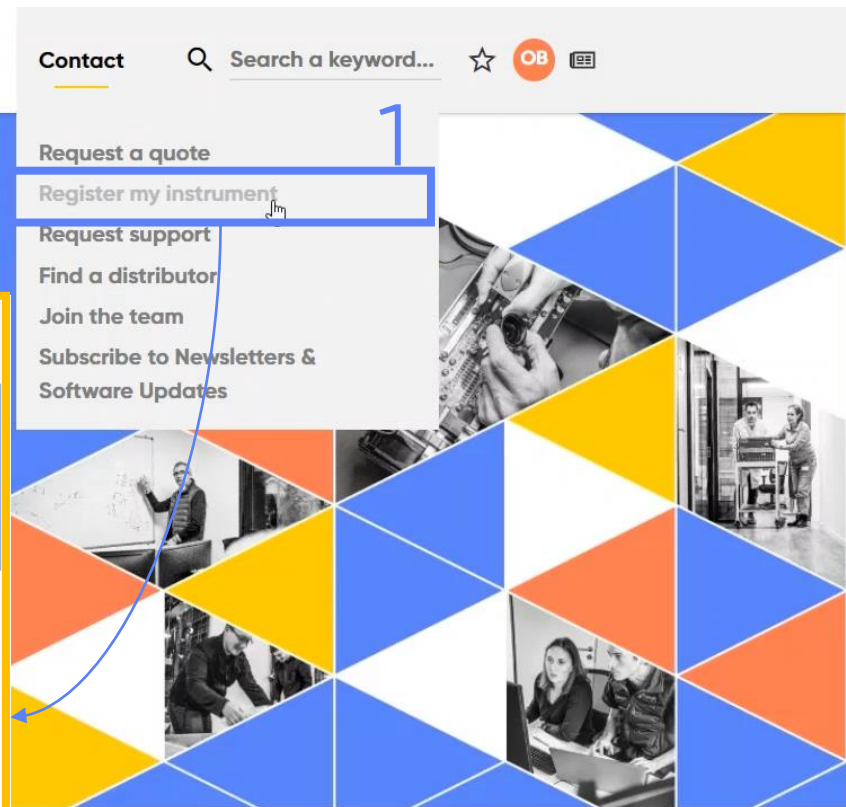 Contact
Search a keyword...
OB
1
Request a quote
Register my instrument
Request support
Find a distributor
Join the team
Subscribe to Newsletters &
Software Updates